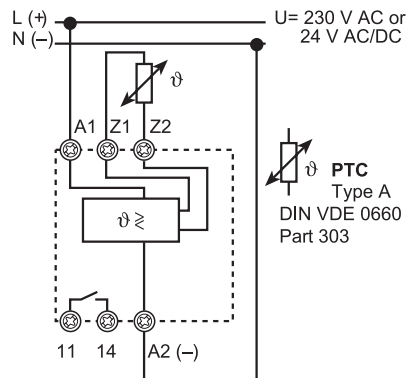 L (+)
N (–)
U= 230 V AC or
24 V AC/DC
ϑ
A1 Z1 Z2
ϑ PTC
Type A
DIN VDE 0660
Part 303
ϑ ≷
11 14 A2 (–)